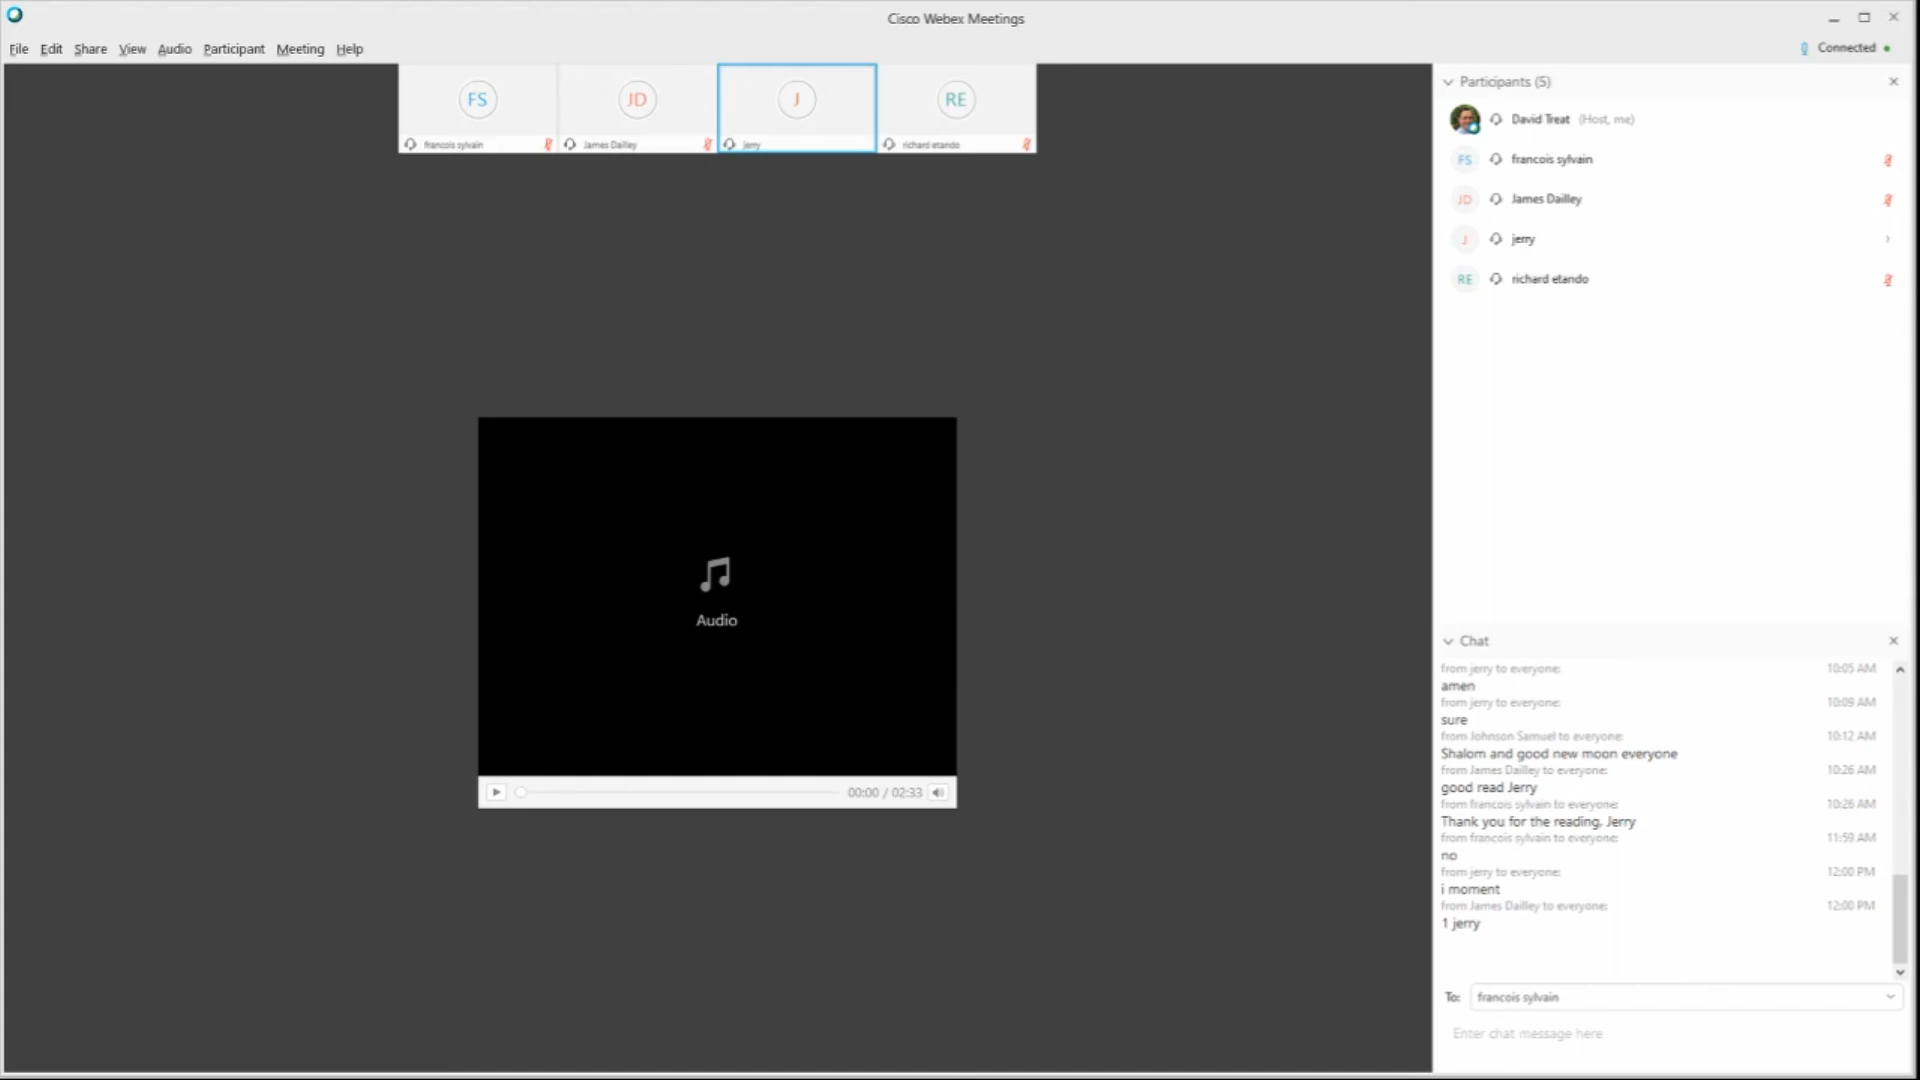 Cisco Webex Meetings
File Edit Share View Audio Participant Meeting Help
Connected
FS
JD
J
RE
francois sylvain
James Dailley
jerry
richard etando
Participants (5)
David Treat (Host, me)
FS francois sylvain
JD James Dailley
J jerry
RE richard etando
Audio
00:00 / 02:33
Chat
from jerry to everyone: 10:05 AM
amen
from jerry to everyone: 10:09 AM
sure
from Johnson Samuel to everyone: 10:12 AM
Shalom and good new moon everyone
from James Dailley to everyone: 10:26 AM
good read Jerry
from francois sylvain to everyone: 10:26 AM
Thank you for the reading, Jerry
from francois sylvain to everyone: 11:59 AM
no
from jerry to everyone: 12:00 PM
i moment
from James Dailley to everyone: 12:00 PM
1 jerry
To: francois sylvain
Enter chat message here